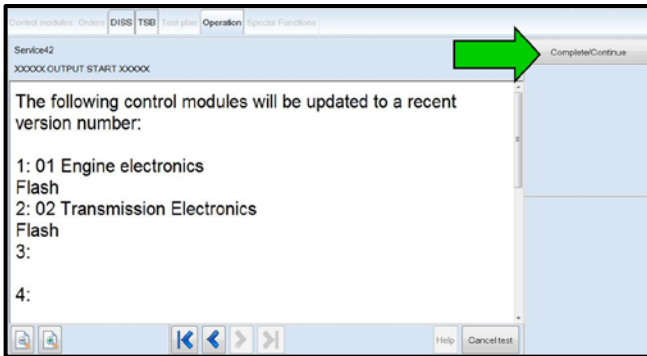 Control modules Orders DISS TSB Test plan Operation Special Functions
Service42
XXXXX OUTPUT START XXXXX
Complete/Continue
The following control modules will be updated to a recent
version number:
1: 01 Engine electronics
Flash
2: 02 Transmission Electronics
Flash
3:
4:
Help Cancel test